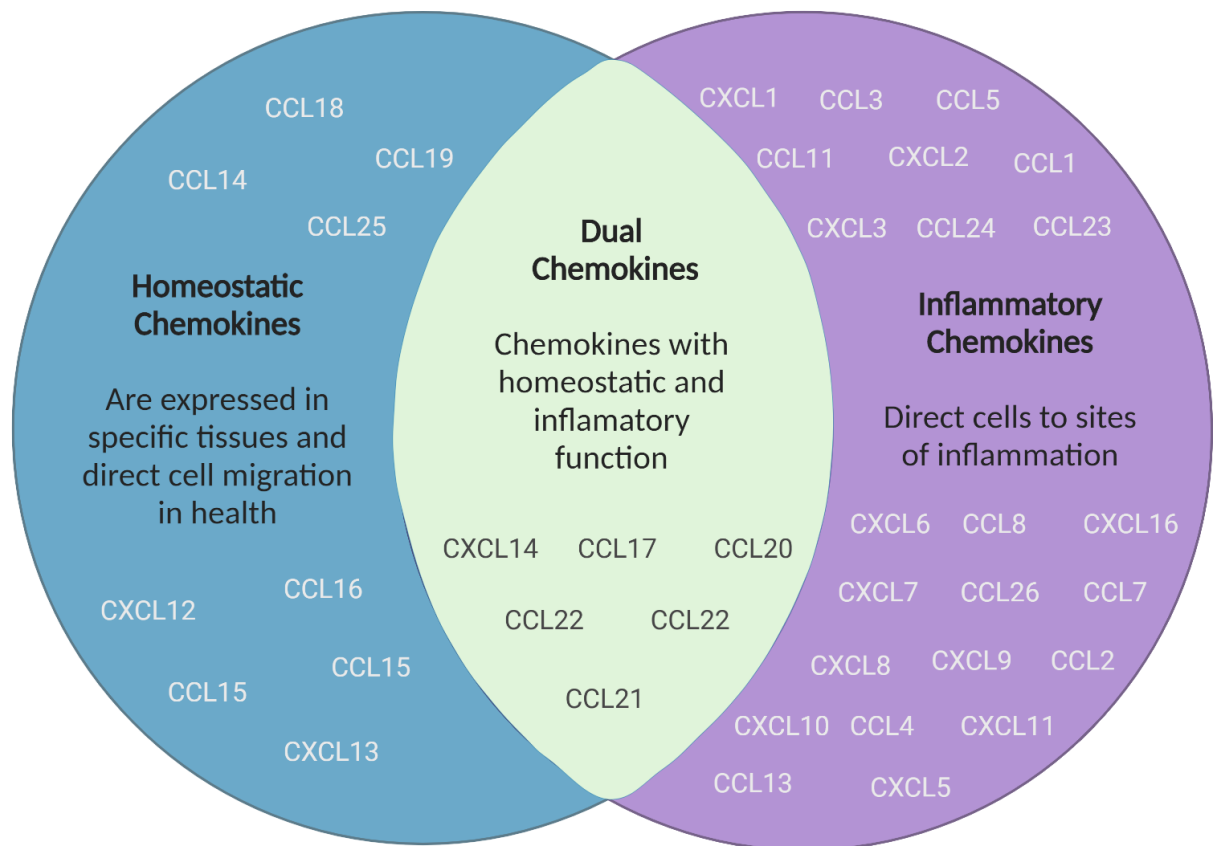 CCL18
CCL19
CCL14
CCL25
Homeostatic
Chemokines
Are expressed in
specific tissues and
direct cell migration
in health
CCL16
CXCL12
CCL15
CCL15
CXCL13
Dual
Chemokines
Chemokines with
homeostatic and
inflamatory
function
CXCL14 CCL17 CCL20
CCL22 CCL22
CCL21
CXCL1 CCL3 CCL5
CCL11 CXCL2 CCL1
CXCL3 CCL24 CCL23
Inflammatory
Chemokines
Direct cells to sites
of inflammation
CXCL6 CCL8 CXCL16
CXCL7 CCL26 CCL7
CXCL8 CXCL9 CCL2
CXCL10 CCL4 CXCL11
CCL13 CXCL5